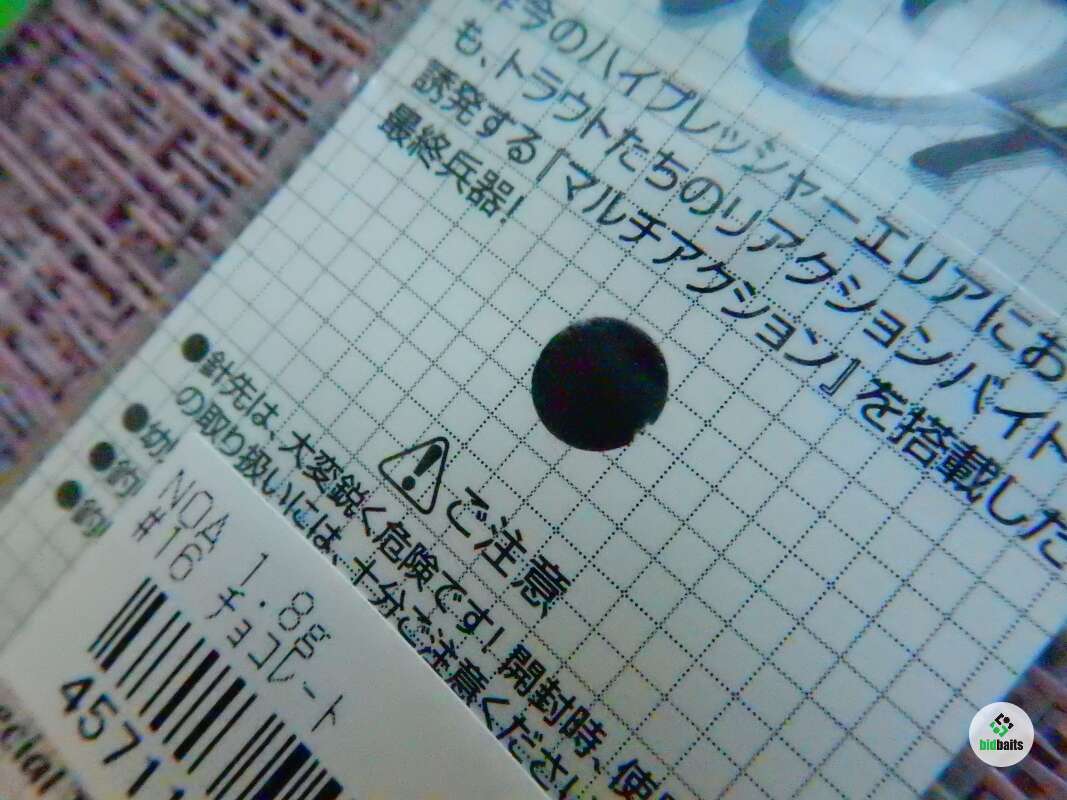 昨今のハイプレッシャーエリアにお
も、トラウトたちのリアクションバイト
誘発する『マルチアクション』を搭載した
最終兵器!
⚠ご注意
●針先は、大変鋭く危険です!開封時、使
の取り扱いには、十分ご注意ください
●幼
●釣
●釣
NOA 1.8g
#16 チョコレート
4571
ecial
bidbaits